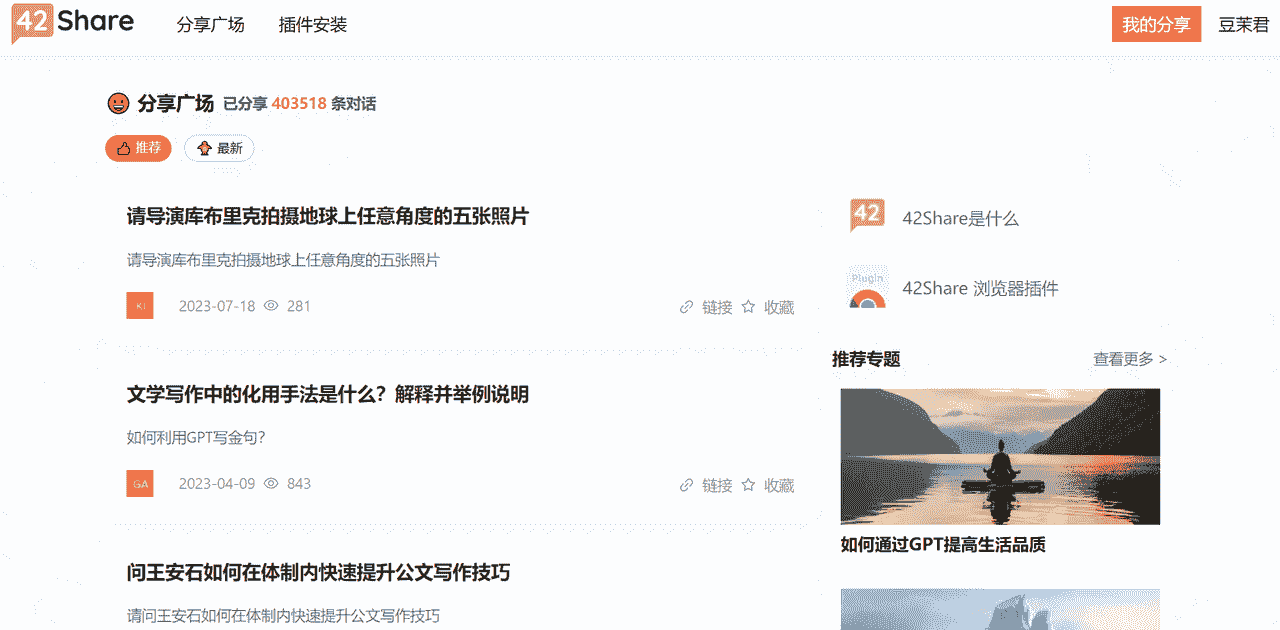 42Share 分享广场 插件安装 我的分享 豆茉君
分享广场 已分享 403518 条对话
推荐 最新
请导演库布里克拍摄地球上任意角度的五张照片
请导演库布里克拍摄地球上任意角度的五张照片
KI 2023-07-18 281 链接 收藏
文学写作中的化用手法是什么？解释并举例说明
如何利用GPT写金句？
GA 2023-04-09 843 链接 收藏
问王安石如何在体制内快速提升公文写作技巧
请问王安石如何在体制内快速提升公文写作技巧
42 42Share是什么
Plugin 42Share 浏览器插件
推荐专题 查看更多 >
如何通过GPT提高生活品质